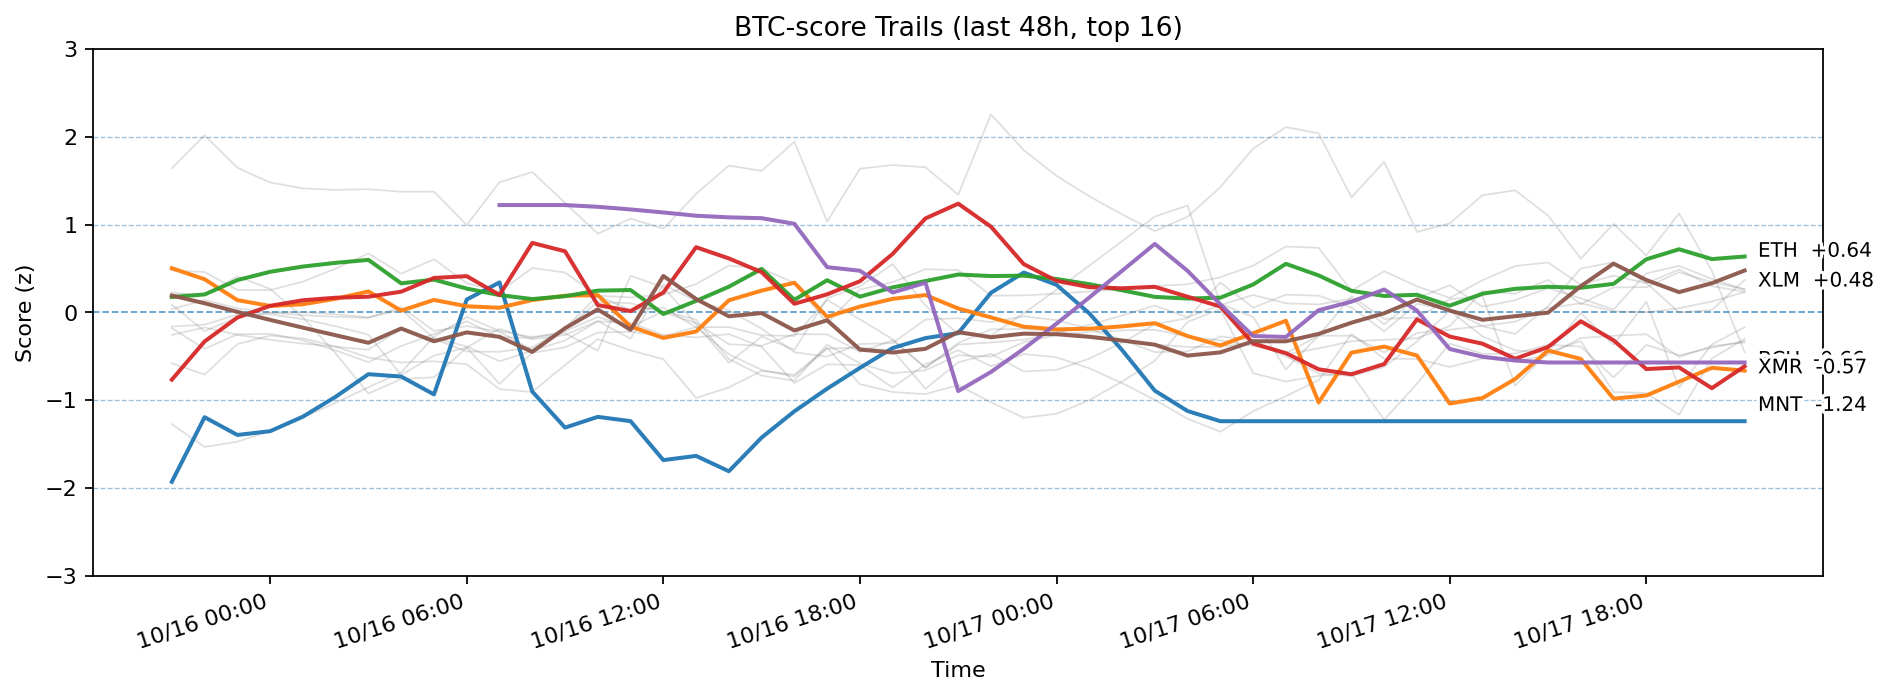 BTC-score Trails (last 48h, top 16)
Score (z)
3
2
1
0
−1
−2
−3
ETH +0.64
XLM +0.48
XMR -0.57
MNT -1.24
10/16 00:00
10/16 06:00
10/16 12:00
10/16 18:00
10/17 00:00
10/17 06:00
10/17 12:00
10/17 18:00
Time